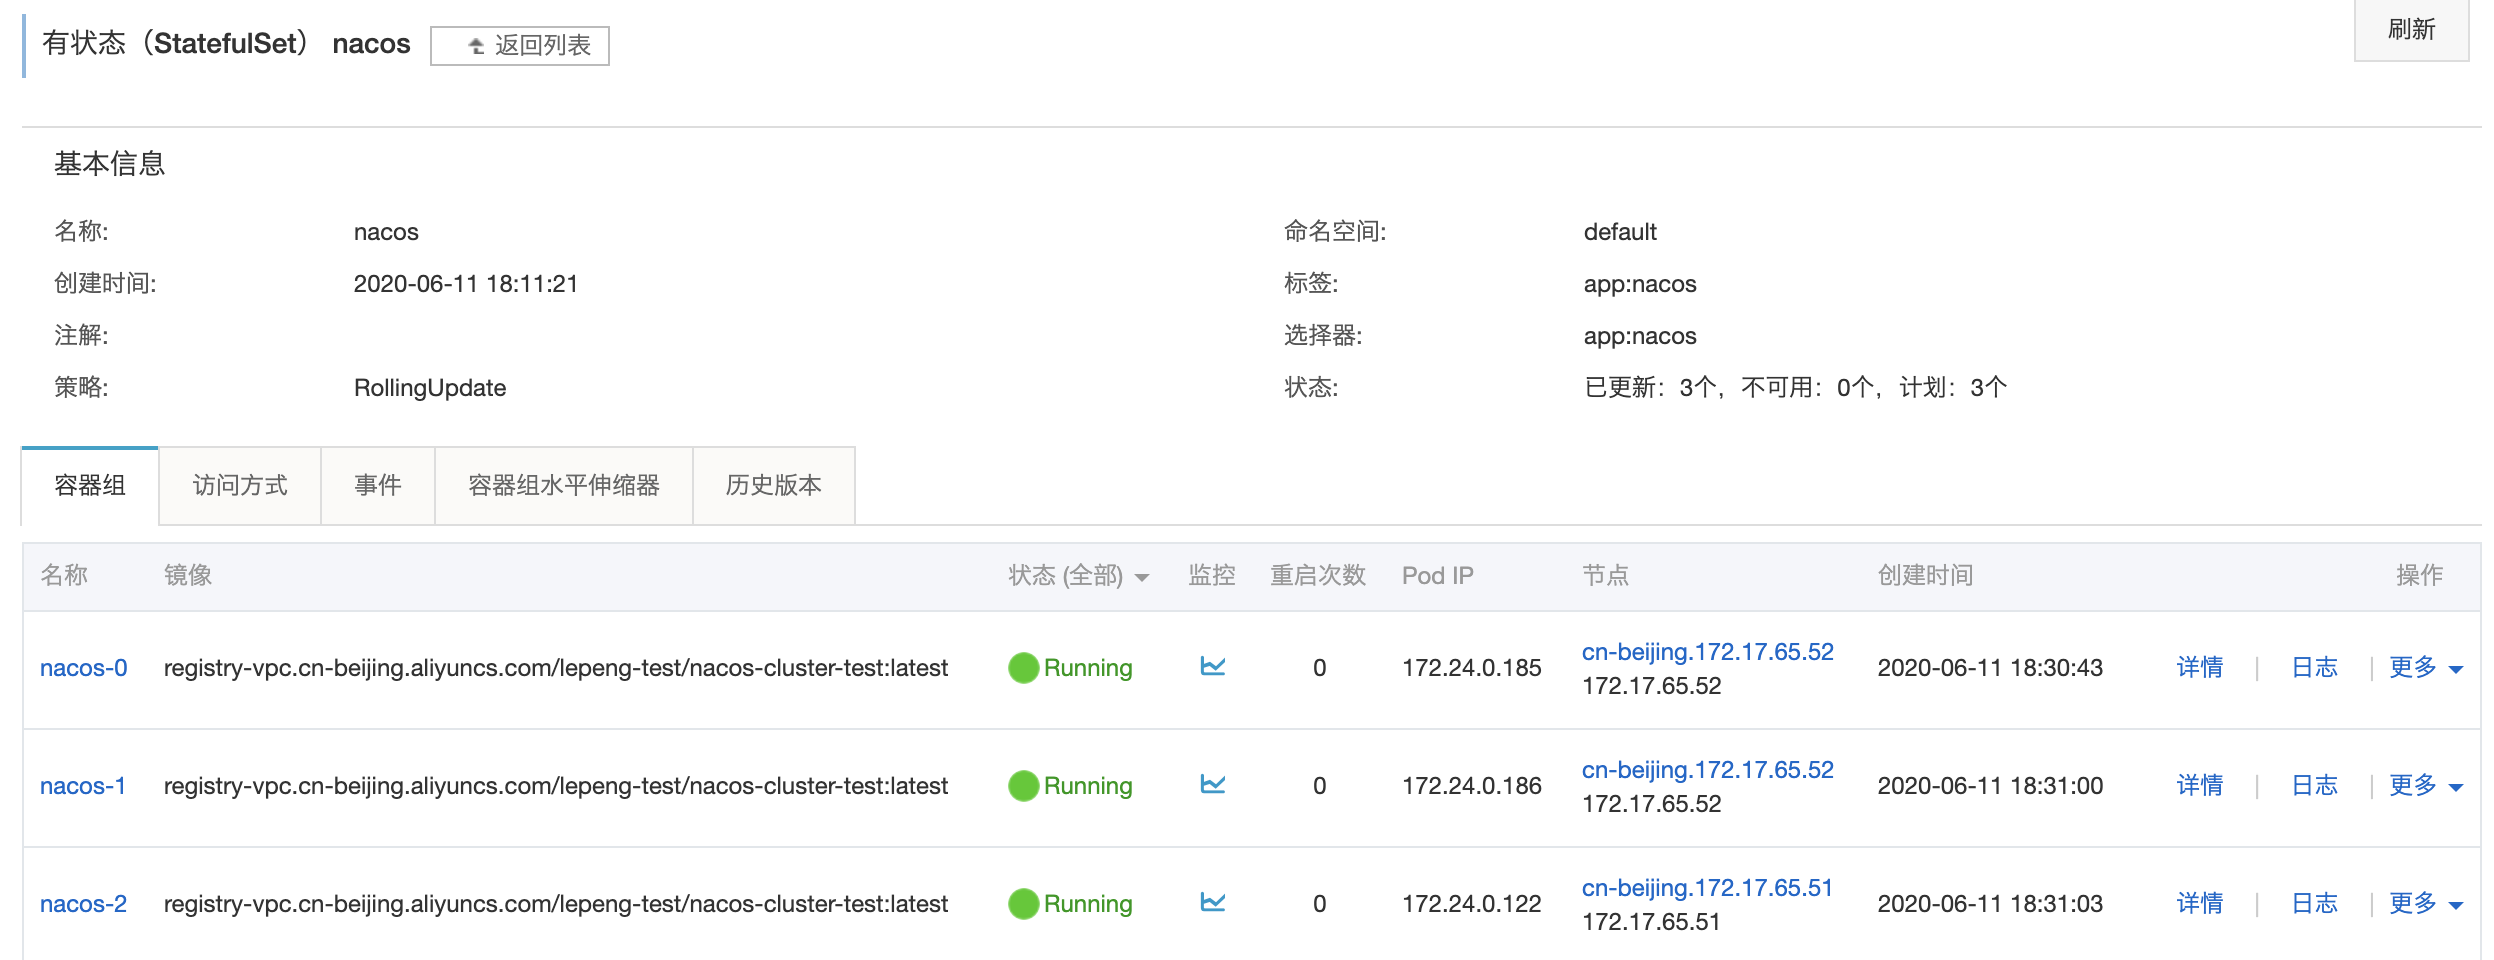 有状态（StatefulSet） nacos 返回列表 刷新
基本信息
名称: nacos 命名空间: default
创建时间: 2020-06-11 18:11:21 标签: app:nacos
注解: 选择器: app:nacos
策略: RollingUpdate 状态: 已更新：3个，不可用：0个，计划：3个
容器组 访问方式 事件 容器组水平伸缩器 历史版本
名称 镜像 状态 (全部) 监控 重启次数 Pod IP 节点 创建时间 操作
nacos-0 registry-vpc.cn-beijing.aliyuncs.com/lepeng-test/nacos-cluster-test:latest Running 0 172.24.0.185 cn-beijing.172.17.65.52 2020-06-11 18:30:43 详情 | 日志 | 更多
172.17.65.52
nacos-1 registry-vpc.cn-beijing.aliyuncs.com/lepeng-test/nacos-cluster-test:latest Running 0 172.24.0.186 cn-beijing.172.17.65.52 2020-06-11 18:31:00 详情 | 日志 | 更多
172.17.65.52
nacos-2 registry-vpc.cn-beijing.aliyuncs.com/lepeng-test/nacos-cluster-test:latest Running 0 172.24.0.122 cn-beijing.172.17.65.51 2020-06-11 18:31:03 详情 | 日志 | 更多
172.17.65.51